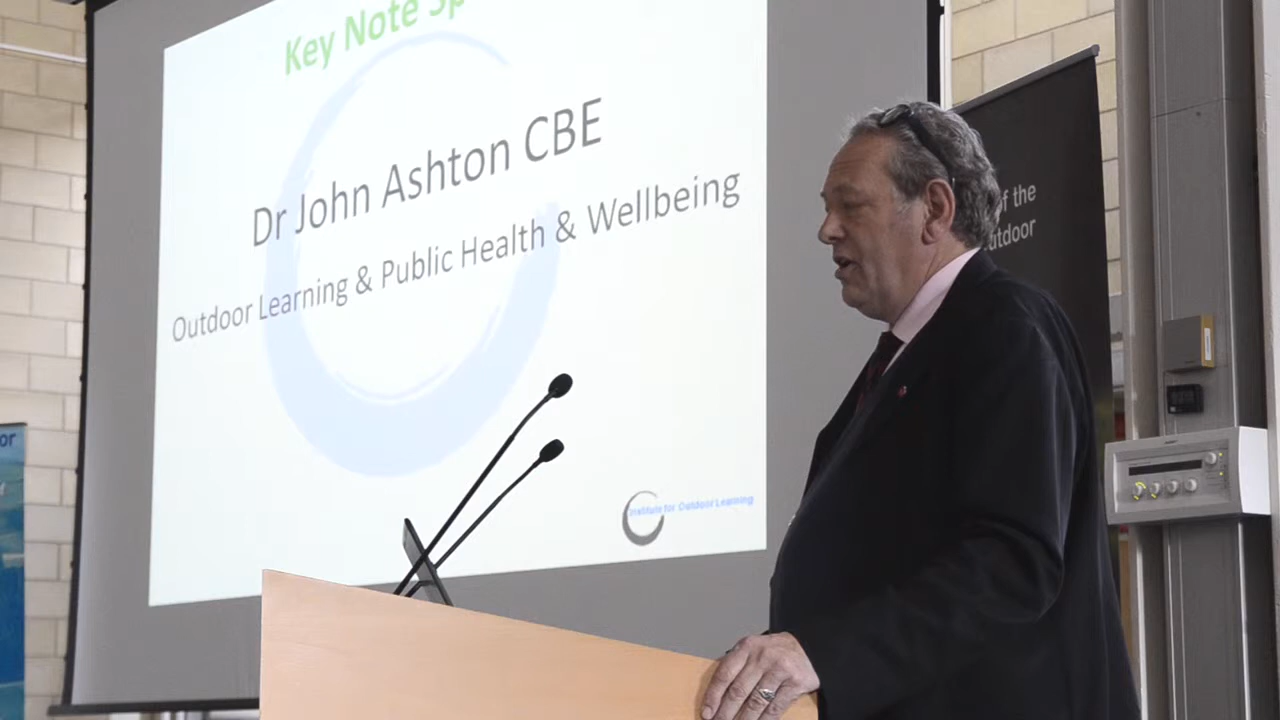 Key Note Sp
Dr John Ashton CBE
Outdoor Learning & Public Health & Wellbeing
Institute for Outdoor Learning
of the
utdoor
or